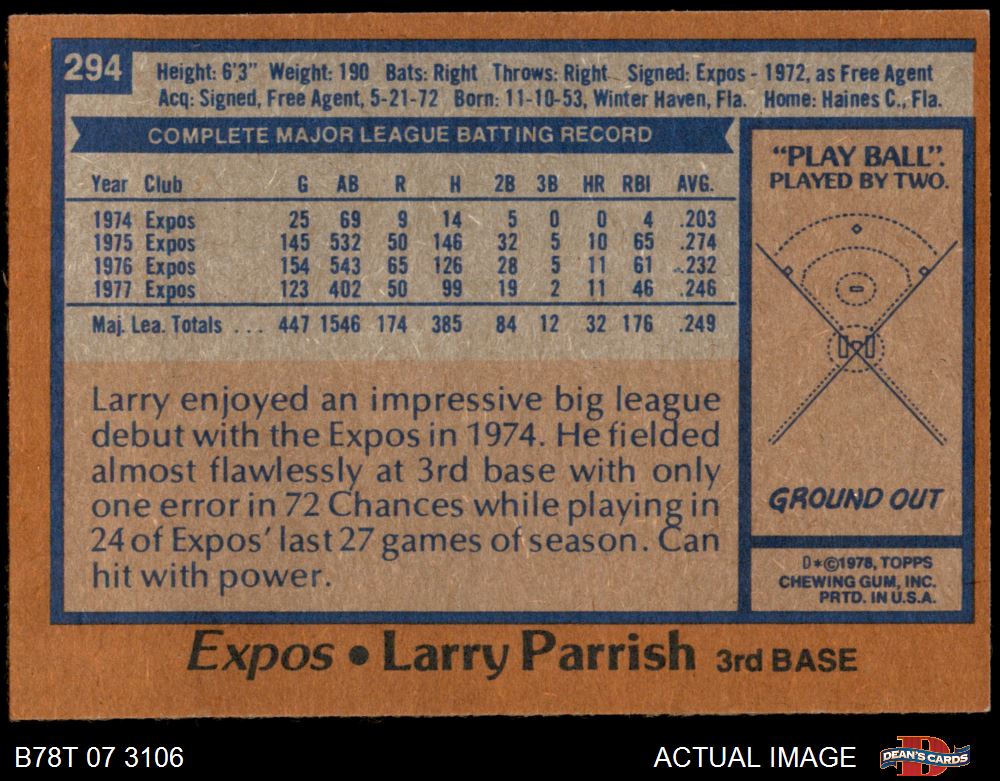 294
Height: 6'3" Weight: 190 Bats: Right Throws: Right Signed: Expos - 1972, as Free Agent
Acq: Signed, Free Agent, 5-21-72 Born: 11-10-53, Winter Haven, Fla. Home: Haines C., Fla.
COMPLETE MAJOR LEAGUE BATTING RECORD
Year Club G AB R H 2B 3B HR RBI AVG.
1974 Expos 25 69 9 14 5 0 0 4 .203
1975 Expos 145 532 50 146 32 5 10 65 .274
1976 Expos 154 543 65 126 28 5 11 61 .232
1977 Expos 123 402 50 99 19 2 11 46 .246
Maj. Lea. Totals ... 447 1546 174 385 84 12 32 176 .249
Larry enjoyed an impressive big league
debut with the Expos in 1974. He fielded
almost flawlessly at 3rd base with only
one error in 72 Chances while playing in
24 of Expos' last 27 games of season. Can
hit with power.
"PLAY BALL".
PLAYED BY TWO.
GROUND OUT
D*©1978, TOPPS
CHEWING GUM, INC.
PRTD. IN U.S.A.
Expos • Larry Parrish 3rd BASE
B78T 07 3106
ACTUAL IMAGE
D
DEAN'S CARDS